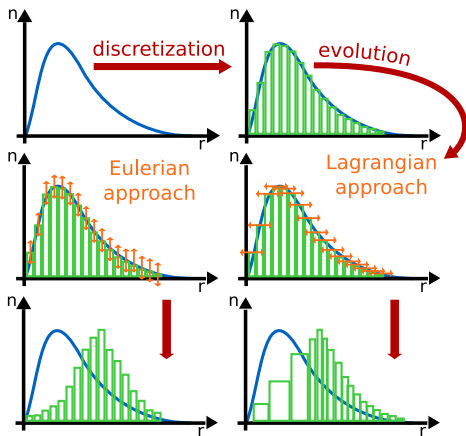 n
discretization
r
n
evolution
r
n
Eulerian
approach
r
n
Lagrangian
approach
r
n
r
n
r